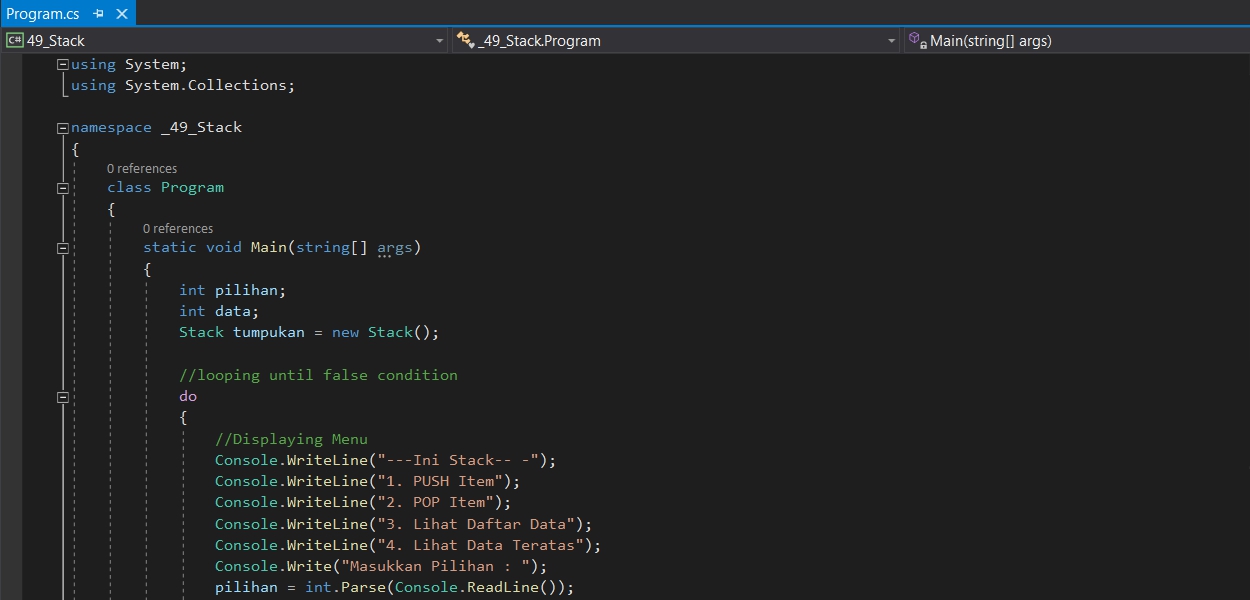 Program.cs
C# 49_Stack _49_Stack.Program Main(string[] args)
using System;
using System.Collections;
namespace _49_Stack
{
0 references
class Program
{
0 references
static void Main(string[] args)
{
int pilihan;
int data;
Stack tumpukan = new Stack();
//looping until false condition
do
{
//Displaying Menu
Console.WriteLine("---Ini Stack-- -");
Console.WriteLine("1. PUSH Item");
Console.WriteLine("2. POP Item");
Console.WriteLine("3. Lihat Daftar Data");
Console.WriteLine("4. Lihat Data Teratas");
Console.Write("Masukkan Pilihan : ");
pilihan = int.Parse(Console.ReadLine());